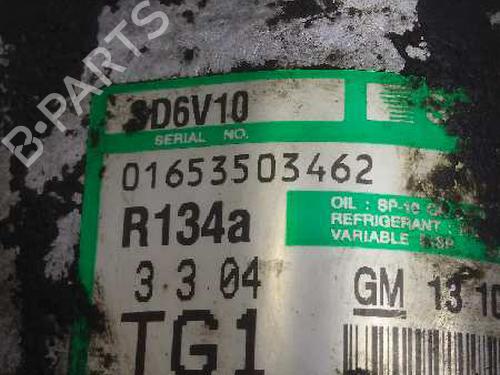 B-PARTS
SD6V10
SERIAL NO.
01653503462
R134a
OIL : SP-10
REFRIGERANT :
VARIABLE
3 3 04
GM 13 10
TG1